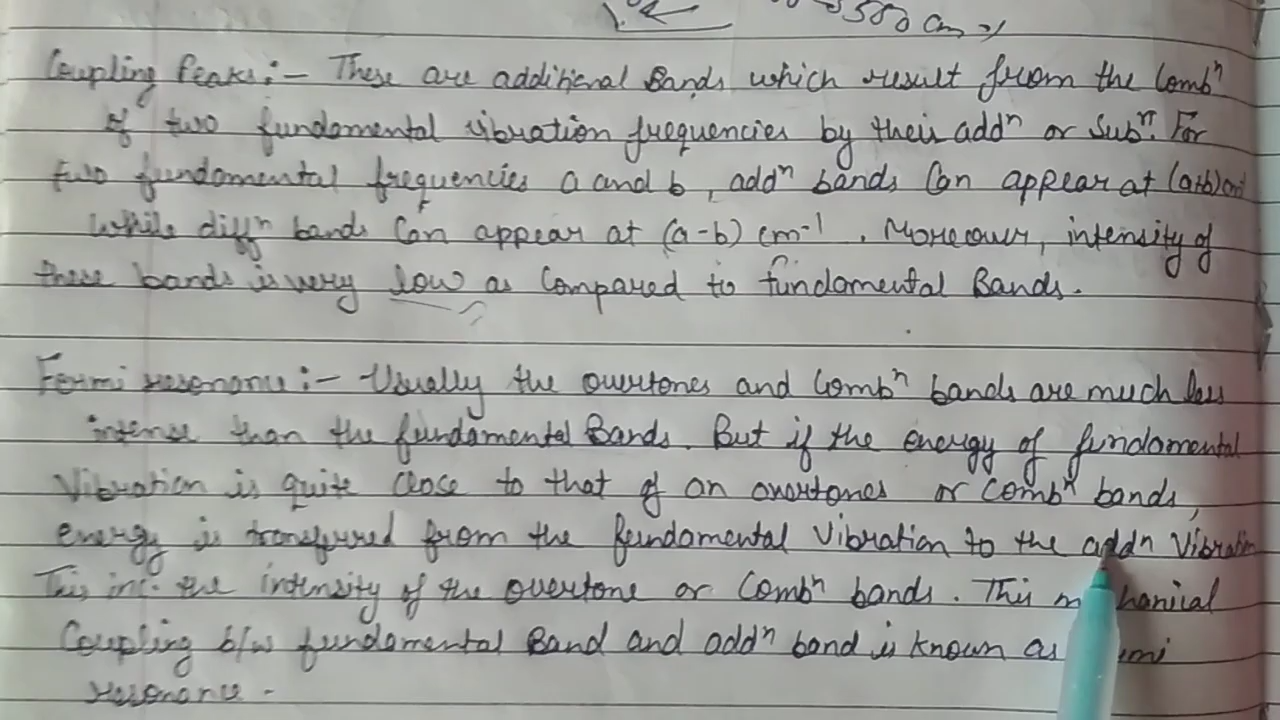 3500 cm-1
Coupling Peaks :- These are additional Bands which result from the Combⁿ
of two fundamental vibration frequencies by their addⁿ or Subⁿ. For
two fundamental frequencies a and b, addⁿ bands Can appear at (a+b)cm
while diffⁿ bands Can appear at (a-b) cm-1. Moreover, intensity of
these bands is very low as Compared to fundamental Bands.
Fermi resonance :- Usually the overtones and Combⁿ bands are much less
intense than the fundamental Bands. But if the energy of fundamental
Vibration is quite close to that of an overtones or Combⁿ bands,
energy is transferred from the fundamental Vibration to the addⁿ Vibration
This inc. the intensity of the overtone or Combⁿ bands. This
Coupling b/w fundamental Band and addⁿ band is known as
resonance -